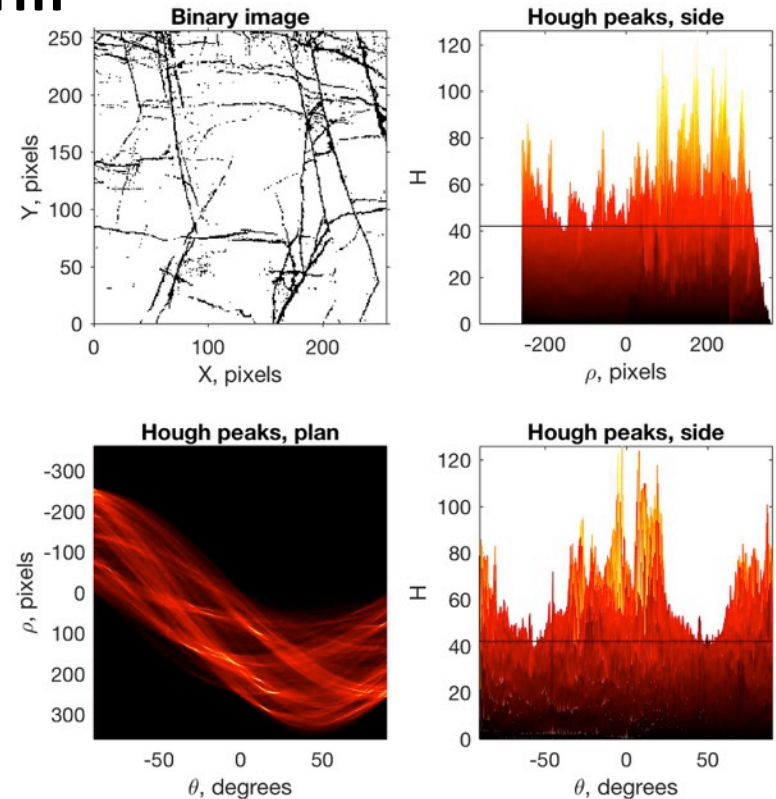 Binary image
250
200
150
100
50
0
Y, pixels
0 100 200
X, pixels
Hough peaks, side
120
100
80
60
40
20
0
H
-200 0 200
ρ, pixels
Hough peaks, plan
-300
-200
-100
0
100
200
300
ρ, pixels
-50 0 50
θ, degrees
Hough peaks, side
120
100
80
60
40
20
0
H
-50 0 50
θ, degrees